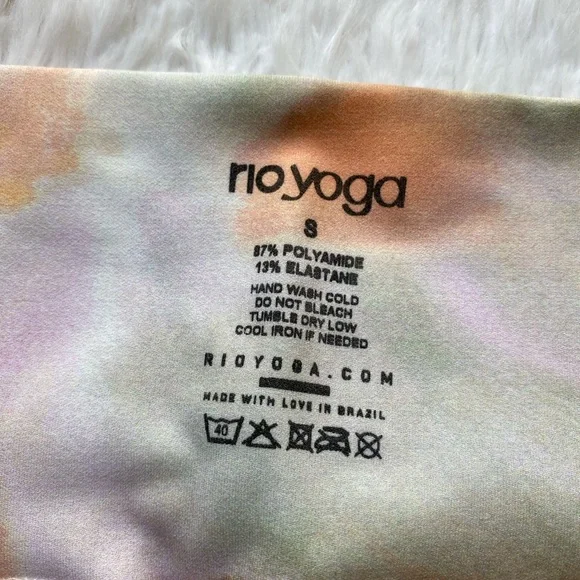 rioyoga
S
87% POLYAMIDE
13% ELASTANE
HAND WASH COLD
DO NOT BLEACH
TUMBLE DRY LOW
COOL IRON IF NEEDED
RIOYOGA.COM
MADE WITH LOVE IN BRAZIL
40